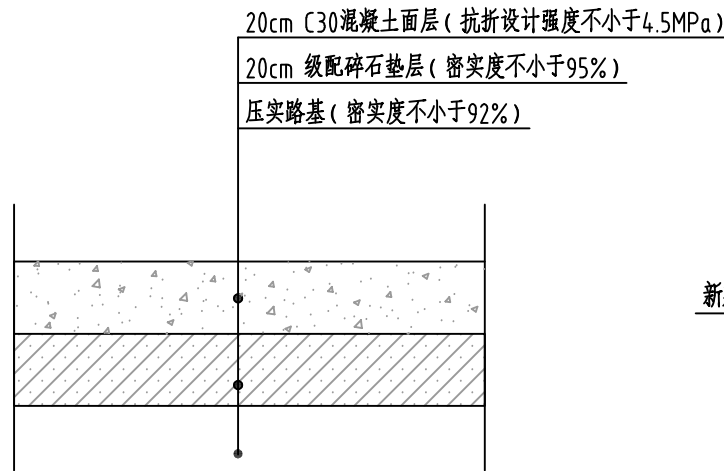 20cm C30混凝土面层(抗折设计强度不小于4.5MPa)
20cm 级配碎石垫层(密实度不小于95%)
压实路基(密实度不小于92%)
新